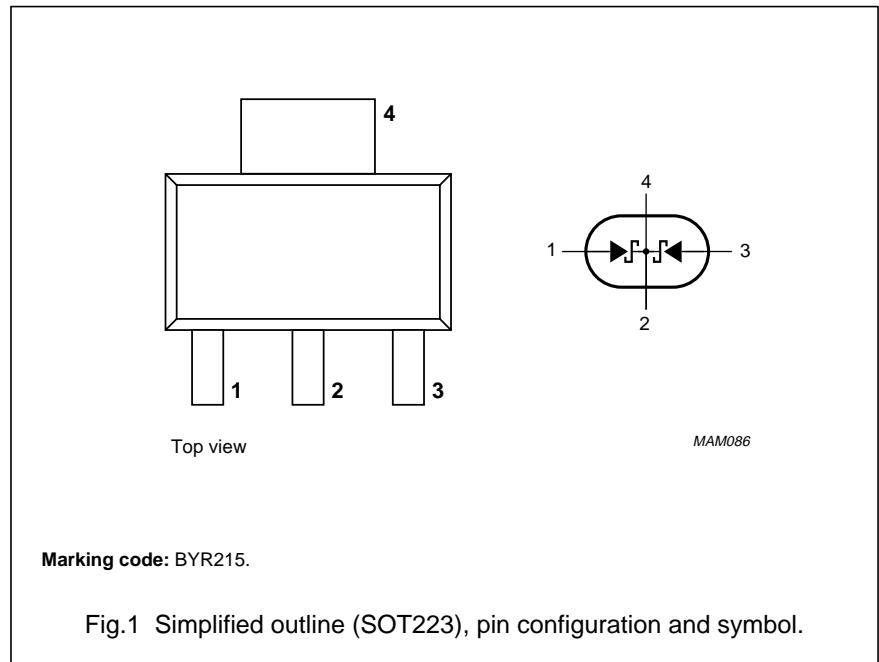 4
1
2
3
Top view
4
1
3
2
MAM086
Marking code: BYR215.
Fig.1 Simplified outline (SOT223), pin configuration and symbol.